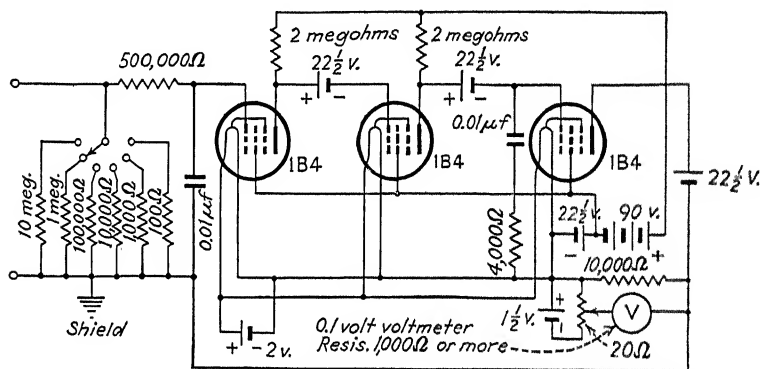 2 megohms
2 megohms
500,000Ω
22½ v.
22½ v.
+ -
+ -
0.01μf
1B4
1B4
1B4
22½ V.
10 meg.
1 meg.
100,000Ω
10,000Ω
1,000Ω
100Ω
0.01μf
4,000Ω
22½ v.
90 v.
- +
10,000Ω
Shield
+ - 2 v.
0.1 volt voltmeter
Resis. 1,000Ω or more
1½ v.
+
-
V
20Ω